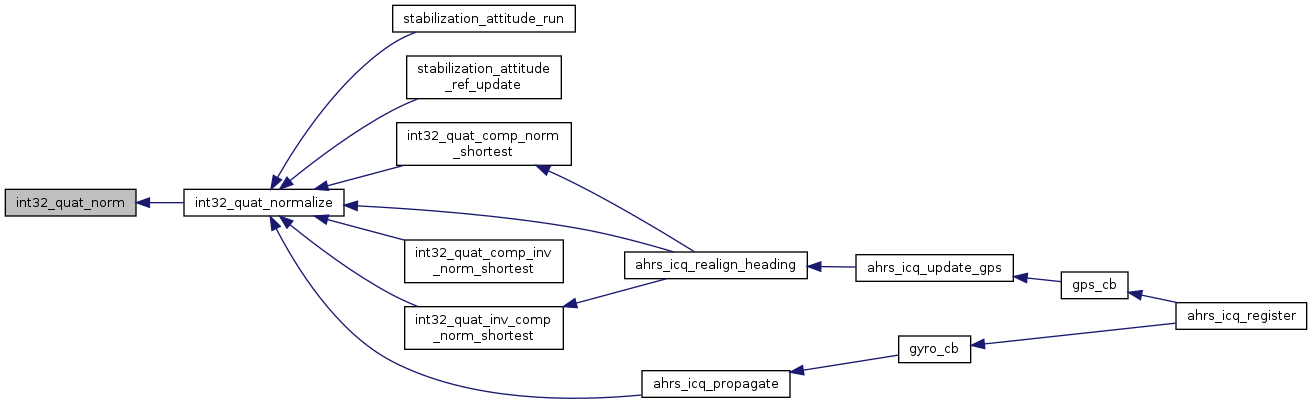 stabilization_attitude_run
stabilization_attitude
_ref_update
int32_quat_comp_norm
_shortest
int32_quat_norm
int32_quat_normalize
int32_quat_comp_inv
_norm_shortest
ahrs_icq_realign_heading
ahrs_icq_update_gps
gps_cb
ahrs_icq_register
int32_quat_inv_comp
_norm_shortest
gyro_cb
ahrs_icq_propagate